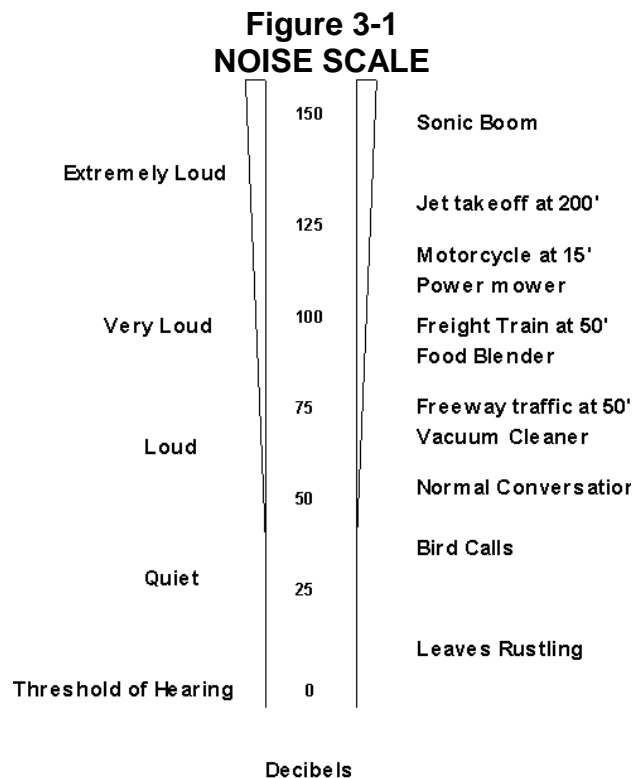 Figure 3-1
NOISE SCALE
150
Sonic Boom
Extremely Loud
Jet takeoff at 200'
125
Motorcycle at 15'
Power mower
Very Loud
100
Freight Train at 50'
Food Blender
75
Freeway traffic at 50'
Vacuum Cleaner
Loud
50
Normal Conversation
Bird Calls
Quiet
25
Leaves Rustling
Threshold of Hearing
0
Decibels